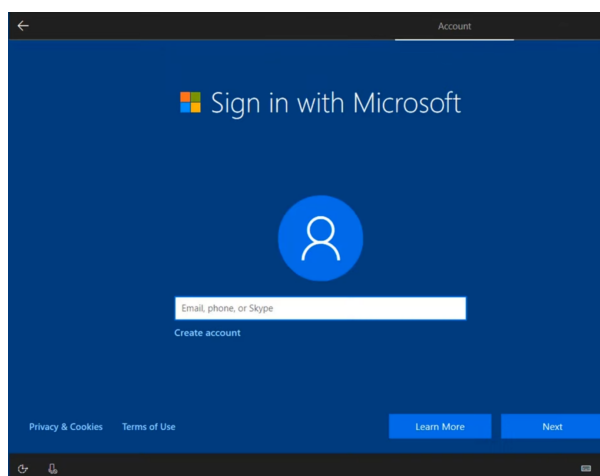 Account
Sign in with Microsoft
Email, phone, or Skype
Create account
Privacy & Cookies Terms of Use Learn More Next